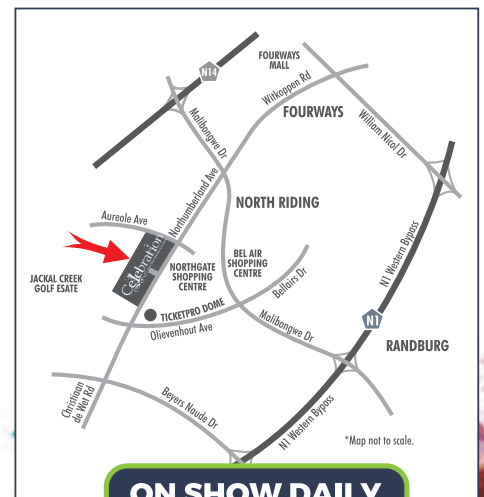 N14
FOURWAYS
MALL
Witkoppen Rd
FOURWAYS
William Nicol Dr
Malibongwe Dr
Northumberland Ave
NORTH RIDING
Aureole Ave
Celebration
JACKAL CREEK
GOLF ESATE
NORTHGATE
SHOPPING
CENTRE
BEL AIR
SHOPPING
CENTRE
N1 Western Bypass
Bellairs Dr
TICKETPRO DOME
Olievenhout Ave
Malibongwe Dr
N1
RANDBURG
Christiaan
de Wet Rd
Beyers Naude Dr
N1 Western Bypass
*Map not to scale.
ON SHOW DAILY